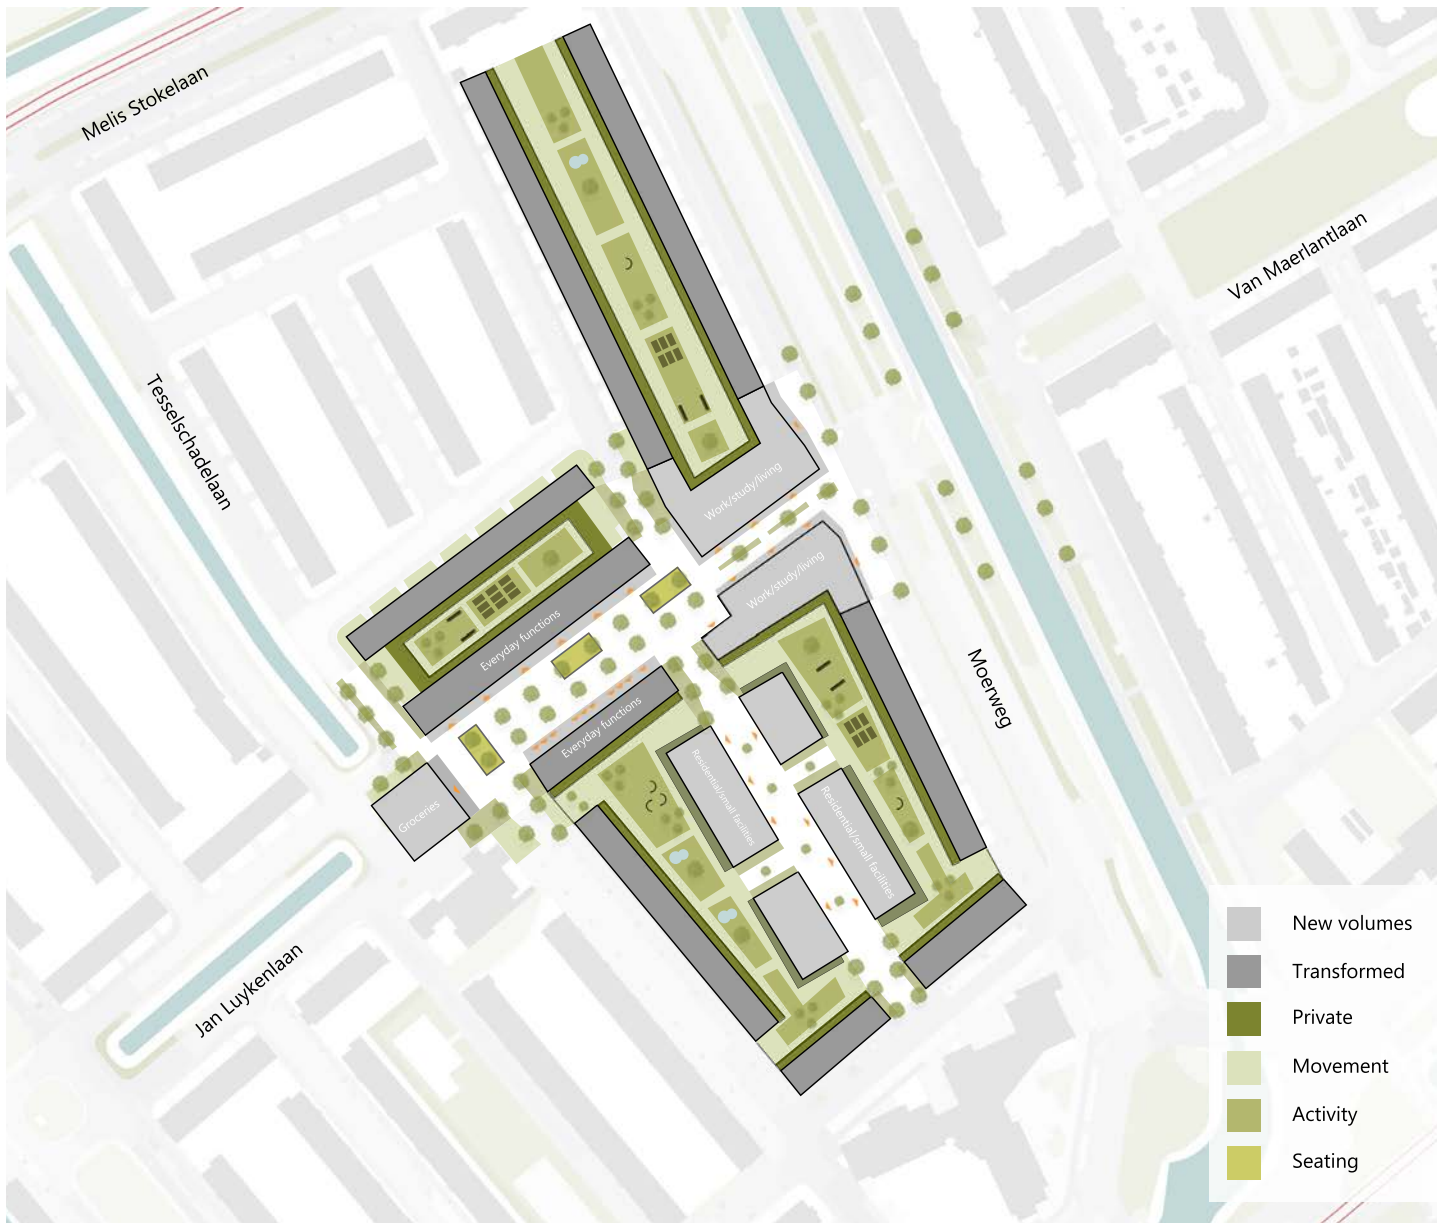 Melis Stokelaan
Van Maerlantlaan
Tesselschadelaan
Work/study/living
Work/study/living
Everyday functions
Everyday functions
Moerweg
Residential/small facilities
Residential/small facilities
Groceries
Jan Luykenlaan
New volumes
Transformed
Private
Movement
Activity
Seating